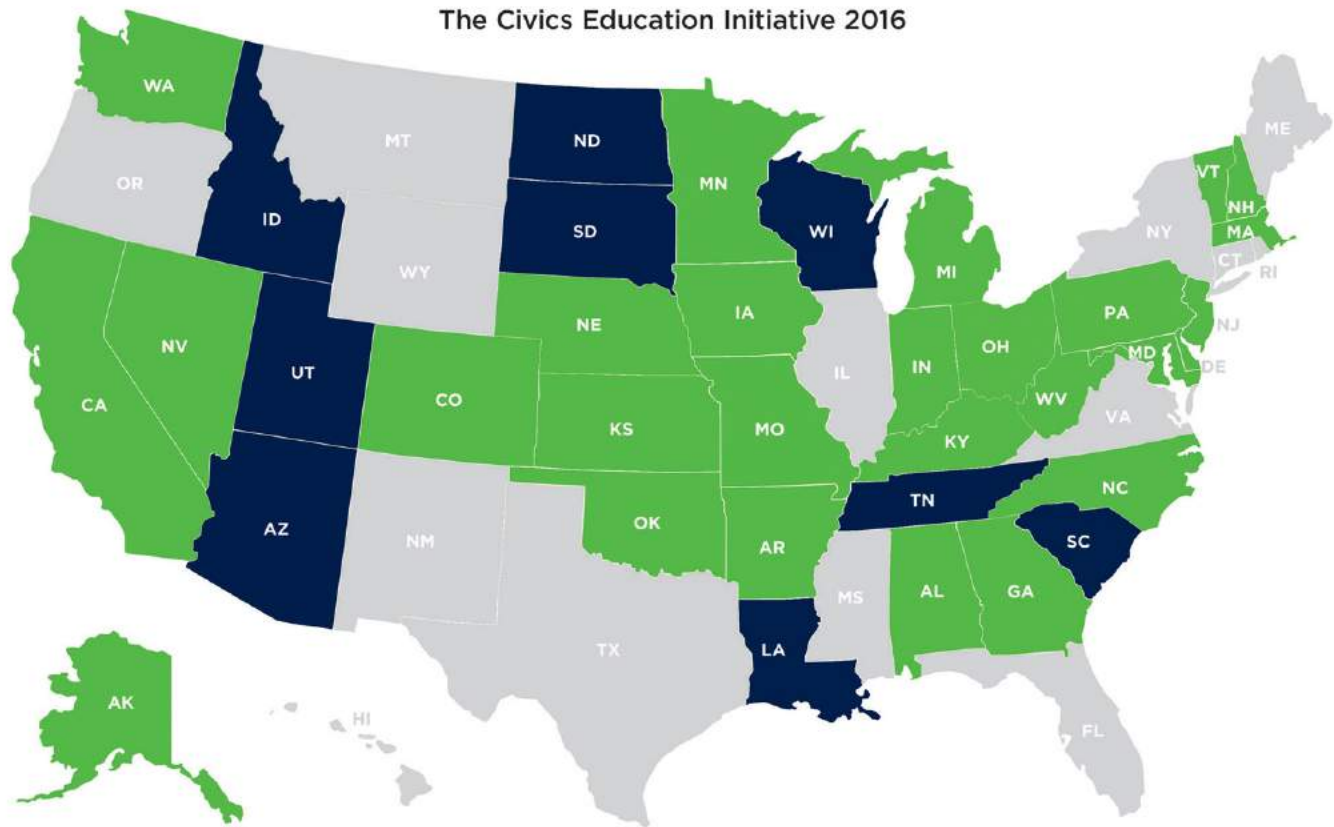 The Civics Education Initiative 2016
WA
MT
ND
MN
ME
OR
ID
SD
WI
VT
NH
MA
NY
CT
RI
WY
MI
IA
NE
PA
NJ
NV
UT
CO
IL
IN
OH
MD
DE
CA
KS
MO
WV
VA
KY
NC
TN
AZ
NM
OK
AR
SC
MS
AL
GA
TX
LA
AK
HI
FL